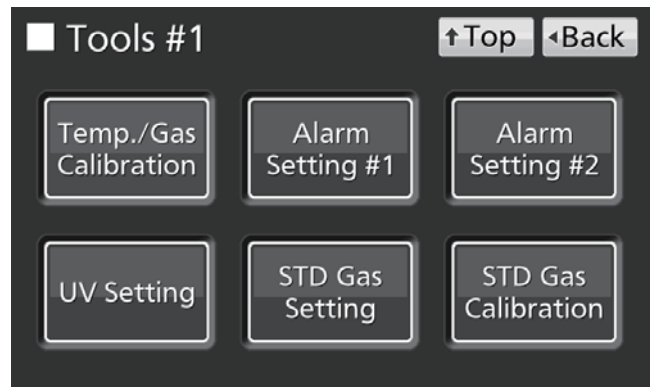 Tools #1
Top
Back
Temp./Gas
Calibration
Alarm
Setting #1
Alarm
Setting #2
UV Setting
STD Gas
Setting
STD Gas
Calibration